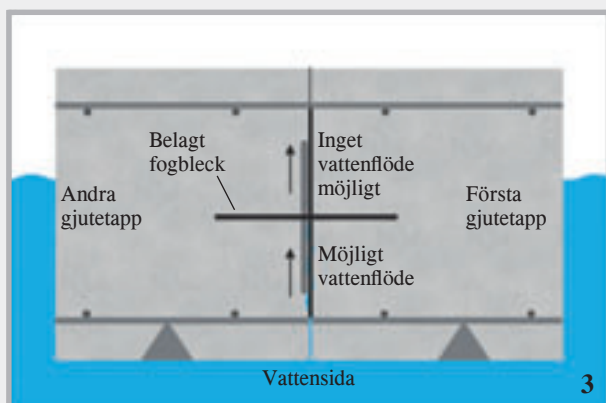 Belagt
fogbleck
Inget
vattenflöde
möjligt
Andra
gjutetapp
Första
gjutetapp
Möjligt
vattenflöde
Vattensida
3